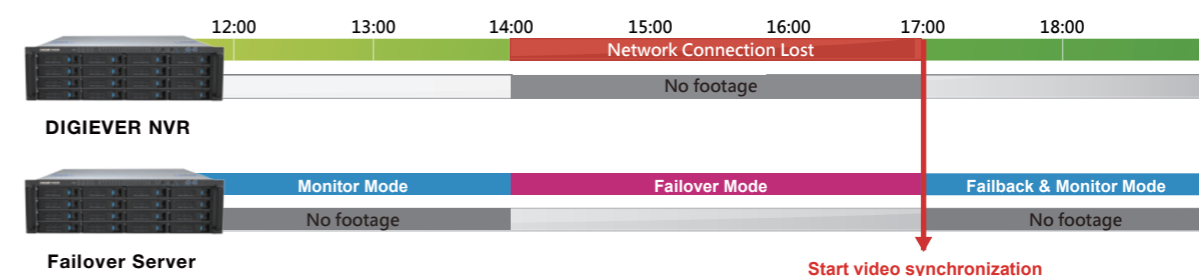 12:00 13:00 14:00 15:00 16:00 17:00 18:00
Network Connection Lost
No footage
DIGIEVER NVR
Monitor Mode Failover Mode Failback & Monitor Mode
No footage No footage
Failover Server
Start video synchronization